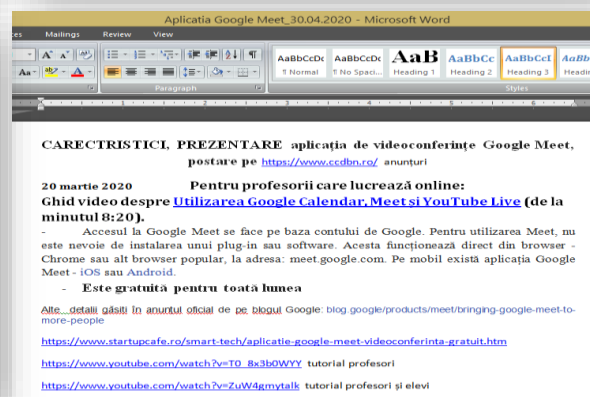 Aplicatia Google Meet_30.04.2020 - Microsoft Word
ces Mailings Review View
Aa
Paragraph
AaBbCcDc AaBbCcDc AaB AaBbCc AaBbCcI AaBb
¶ Normal ¶ No Spaci... Heading 1 Heading 2 Heading 3 Headin
Styles
CARECTRISTICI, PREZENTARE aplicația de videoconferințe Google Meet,
postare pe https://www.ccdbn.ro/ anunțuri
20 martie 2020 Pentru profesorii care lucrează online:
Ghid video despre Utilizarea Google Calendar, Meet si YouTube Live (de la
minutul 8:20).
- Accesul la Google Meet se face pe baza contului de Google. Pentru utilizarea Meet, nu
este nevoie de instalarea unui plug-in sau software. Acesta funcționează direct din browser -
Chrome sau alt browser popular, la adresa: meet.google.com. Pe mobil există aplicația Google
Meet - iOS sau Android.
- Este gratuită pentru toată lumea
Alte detalii găsiți în anunțul oficial de pe blogul Google: blog.google/products/meet/bringing-google-meet-to-
more-people
https://www.startupcafe.ro/smart-tech/aplicatie-google-meet-videoconferinta-gratuit.htm
https://www.youtube.com/watch?v=T0_8x3b0WYY tutorial profesori
https://www.youtube.com/watch?v=ZuW4gmytalk tutorial profesori și elevi